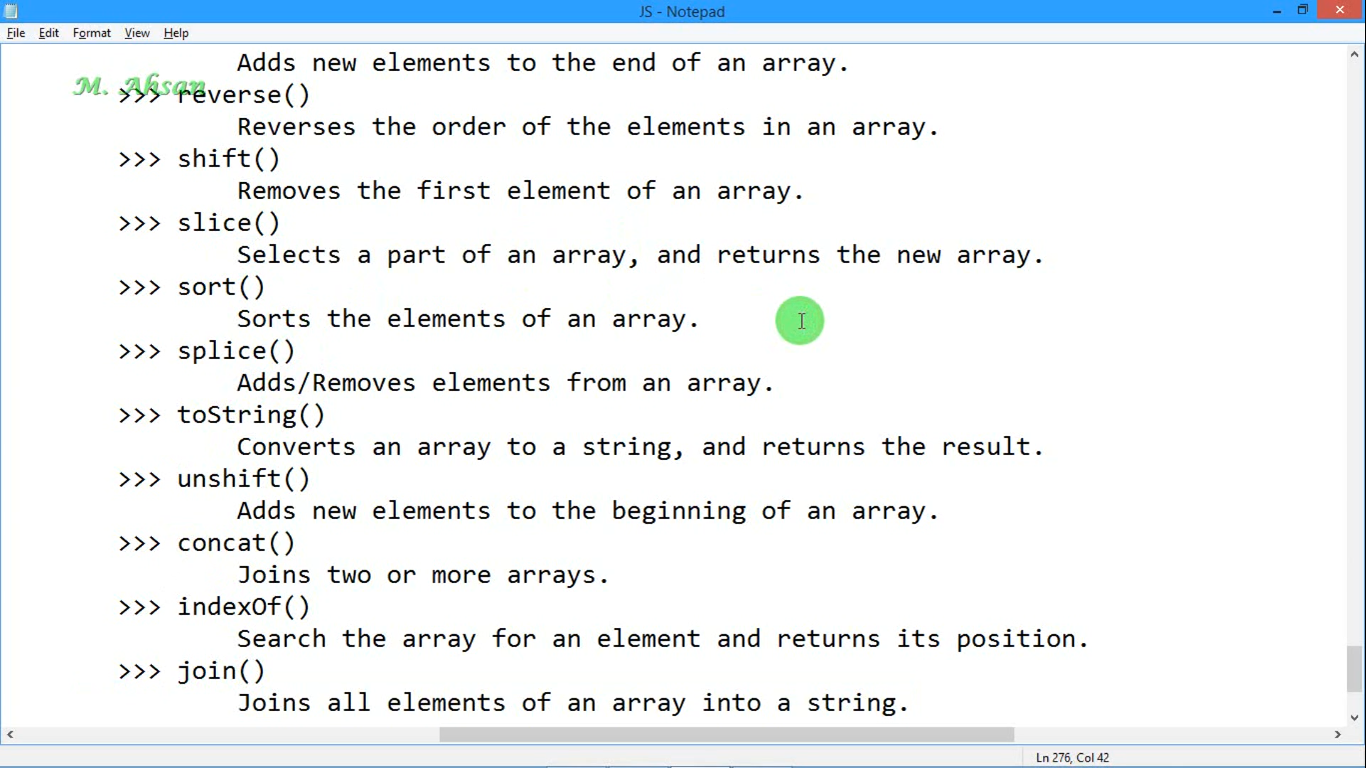 JS - Notepad
File Edit Format View Help
Adds new elements to the end of an array.
M. Ahsan
>>> reverse()
Reverses the order of the elements in an array.
>>> shift()
Removes the first element of an array.
>>> slice()
Selects a part of an array, and returns the new array.
>>> sort()
Sorts the elements of an array.
>>> splice()
Adds/Removes elements from an array.
>>> toString()
Converts an array to a string, and returns the result.
>>> unshift()
Adds new elements to the beginning of an array.
>>> concat()
Joins two or more arrays.
>>> indexOf()
Search the array for an element and returns its position.
>>> join()
Joins all elements of an array into a string.
Ln 276, Col 42